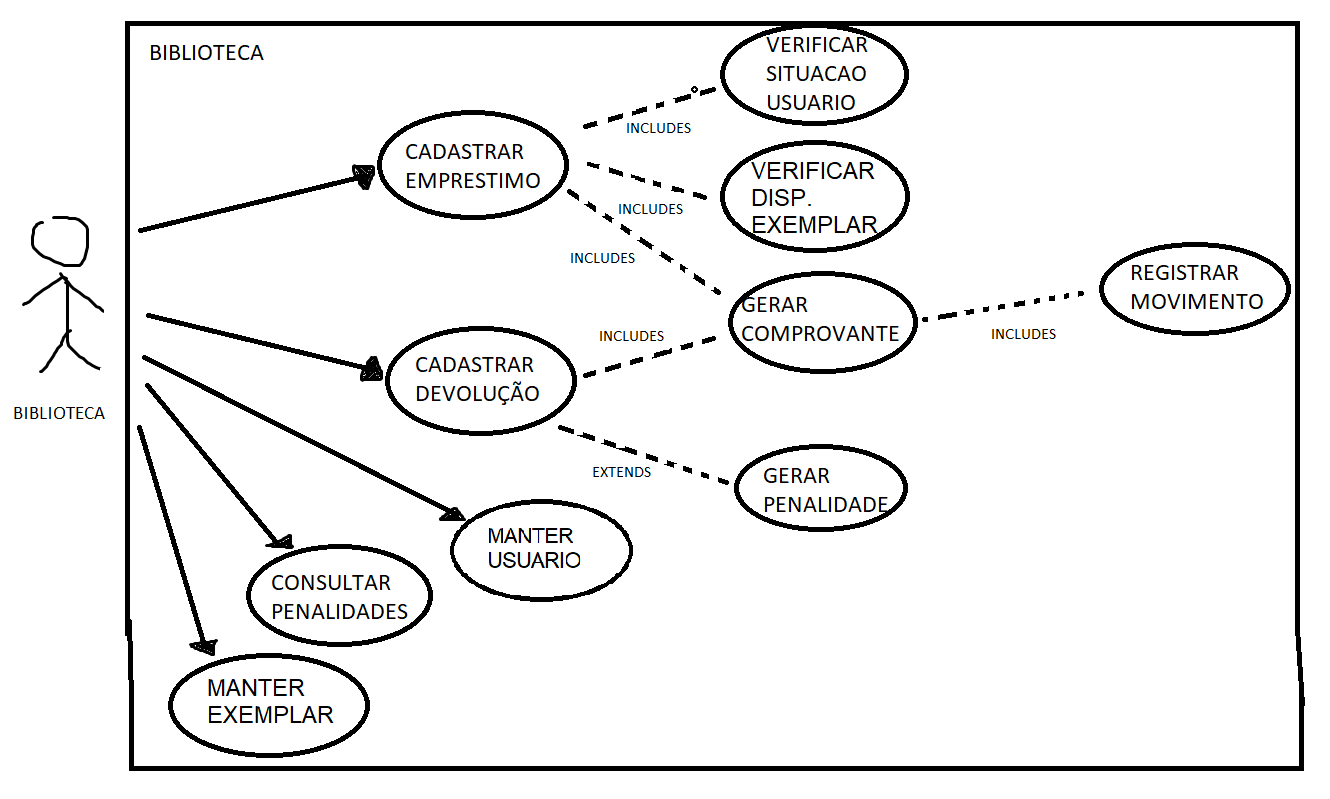 BIBLIOTECA
VERIFICAR
SITUACAO
USUARIO
INCLUDES
CADASTRAR
EMPRESTIMO
VERIFICAR
DISP.
EXEMPLAR
INCLUDES
INCLUDES
REGISTRAR
MOVIMENTO
GERAR
COMPROVANTE
INCLUDES
INCLUDES
CADASTRAR
DEVOLUÇÃO
BIBLIOTECA
EXTENDS
GERAR
PENALIDADE
MANTER
USUARIO
CONSULTAR
PENALIDADES
MANTER
EXEMPLAR